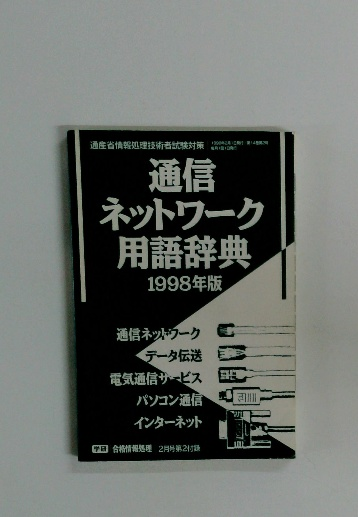 通産省情報処理技術者試験対策
通信
ネットワーク
用語辞典
1998年版
通信ネットワーク
データ伝送
電気通信サービス
パソコン通信
インターネット
学研 合格情報処理 2月号第2付録